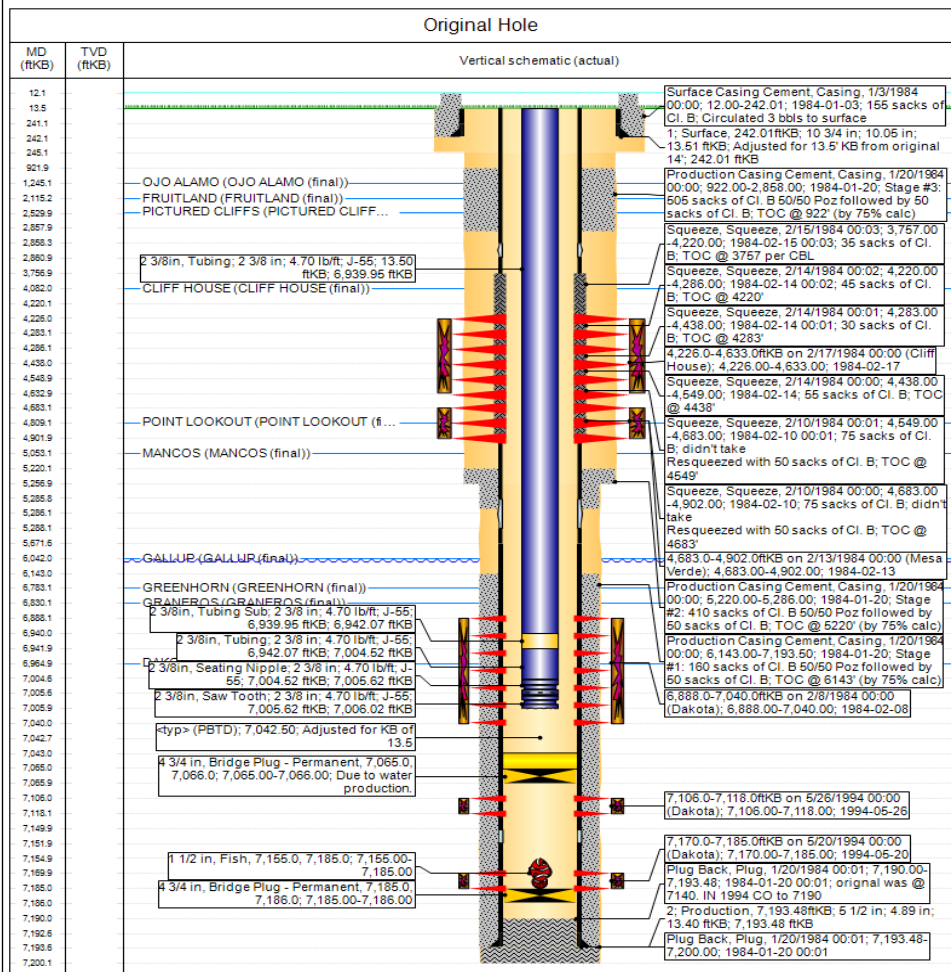 Original Hole
MD
(ftKB)
TVD
(ftKB)
Vertical schematic (actual)
12.1
13.5
241.1
242.1
245.1
921.9
1,245.1
2,115.2
2,529.9
2,857.9
2,858.3
2,860.9
3,756.9
4,082.0
4,220.1
4,226.0
4,283.1
4,286.1
4,438.0
4,548.9
4,632.9
4,683.1
4,809.1
4,901.9
5,053.1
5,220.1
5,256.9
5,285.8
5,286.1
5,288.1
5,671.6
6,042.0
6,143.0
6,783.1
6,830.1
6,888.1
6,940.0
6,941.9
6,964.9
7,004.6
7,005.6
7,005.9
7,040.0
7,042.7
7,043.0
7,065.0
7,065.9
7,106.0
7,118.1
7,149.9
7,151.9
7,154.9
7,169.9
7,185.0
7,186.0
7,190.0
7,192.6
7,193.6
7,200.1
OJO ALAMO (OJO ALAMO (final))
FRUITLAND (FRUITLAND (final))
PICTURED CLIFFS (PICTURED CLIFF...
2 3/8in, Tubing; 2 3/8 in; 4.70 lb/ft; J-55; 13.50
ftKB; 6,939.95 ftKB
CLIFF HOUSE (CLIFF HOUSE (final))
POINT LOOKOUT (POINT LOOKOUT (fi...
MANCOS (MANCOS (final))
GALLUP (GALLUP (final))
GREENHORN (GREENHORN (final))
GRANEROS (GRANEROS (final))
2 3/8in, Tubing Sub; 2 3/8 in; 4.70 lb/ft; J-55;
6,939.95 ftKB; 6,942.07 ftKB
2 3/8in, Tubing; 2 3/8 in; 4.70 lb/ft; J-55;
6,942.07 ftKB; 7,004.52 ftKB
2 3/8in, Seating Nipple; 2 3/8 in; 4.70 lb/ft; J-
55; 7,004.52 ftKB; 7,005.62 ftKB
2 3/8in, Saw Tooth; 2 3/8 in; 4.70 lb/ft; J-55;
7,005.62 ftKB; 7,006.02 ftKB
<typ> (PBTD); 7,042.50; Adjusted for KB of
13.5
4 3/4 in, Bridge Plug - Permanent, 7,065.0,
7,066.0; 7,065.00-7,066.00; Due to water
production.
1 1/2 in, Fish, 7,155.0, 7,185.0; 7,155.00-
7,185.00
4 3/4 in, Bridge Plug - Permanent, 7,185.0,
7,186.0; 7,185.00-7,186.00
Surface Casing Cement, Casing, 1/3/1984
00:00; 12.00-242.01; 1984-01-03; 155 sacks of
Cl. B; Circulated 3 bbls to surface
1; Surface, 242.01ftKB; 10 3/4 in; 10.05 in;
13.51 ftKB; Adjusted for 13.5' KB from original
14'; 242.01 ftKB
Production Casing Cement, Casing, 1/20/1984
00:00; 922.00-2,858.00; 1984-01-20; Stage #3:
505 sacks of Cl. B 50/50 Poz followed by 50
sacks of Cl. B; TOC @ 922' (by 75% calc)
Squeeze, Squeeze, 2/15/1984 00:03; 3,757.00
-4,220.00; 1984-02-15 00:03; 35 sacks of Cl.
B; TOC @ 3757 per CBL
Squeeze, Squeeze, 2/14/1984 00:02; 4,220.00
-4,286.00; 1984-02-14 00:02; 45 sacks of Cl.
B; TOC @ 4220'
Squeeze, Squeeze, 2/14/1984 00:01; 4,283.00
-4,438.00; 1984-02-14 00:01; 30 sacks of Cl.
B; TOC @ 4283'
4,226.0-4,633.0ftKB on 2/17/1984 00:00 (Cliff
House); 4,226.00-4,633.00; 1984-02-17
Squeeze, Squeeze, 2/14/1984 00:00; 4,438.00
-4,549.00; 1984-02-14; 55 sacks of Cl. B; TOC
@ 4438'
Squeeze, Squeeze, 2/10/1984 00:01; 4,549.00
-4,683.00; 1984-02-10 00:01; 75 sacks of Cl.
B; didn't take
Resqueezed with 50 sacks of Cl. B; TOC @
4549'
Squeeze, Squeeze, 2/10/1984 00:00; 4,683.00
-4,902.00; 1984-02-10; 75 sacks of Cl. B; didn't
take
Resqueezed with 50 sacks of Cl. B; TOC @
4683'
4,683.0-4,902.0ftKB on 2/13/1984 00:00 (Mesa
Verde); 4,683.00-4,902.00; 1984-02-13
Production Casing Cement, Casing, 1/20/1984
00:00; 5,220.00-5,286.00; 1984-01-20; Stage
#2: 410 sacks of Cl. B 50/50 Poz followed by
50 sacks of Cl. B; TOC @ 5220' (by 75% calc)
Production Casing Cement, Casing, 1/20/1984
00:00; 6,143.00-7,193.50; 1984-01-20; Stage
#1: 160 sacks of Cl. B 50/50 Poz followed by
50 sacks of Cl. B; TOC @ 6143' (by 75% calc)
6,888.0-7,040.0ftKB on 2/8/1984 00:00
(Dakota); 6,888.00-7,040.00; 1984-02-08
7,106.0-7,118.0ftKB on 5/26/1994 00:00
(Dakota); 7,106.00-7,118.00; 1994-05-26
7,170.0-7,185.0ftKB on 5/20/1994 00:00
(Dakota); 7,170.00-7,185.00; 1994-05-20
Plug Back, Plug, 1/20/1984 00:01; 7,190.00-
7,193.48; 1984-01-20 00:01; orignal was @
7140. IN 1994 CO to 7190
2; Production, 7,193.48ftKB; 5 1/2 in; 4.89 in;
13.40 ftKB; 7,193.48 ftKB
Plug Back, Plug, 1/20/1984 00:01; 7,193.48-
7,200.00; 1984-01-20 00:01